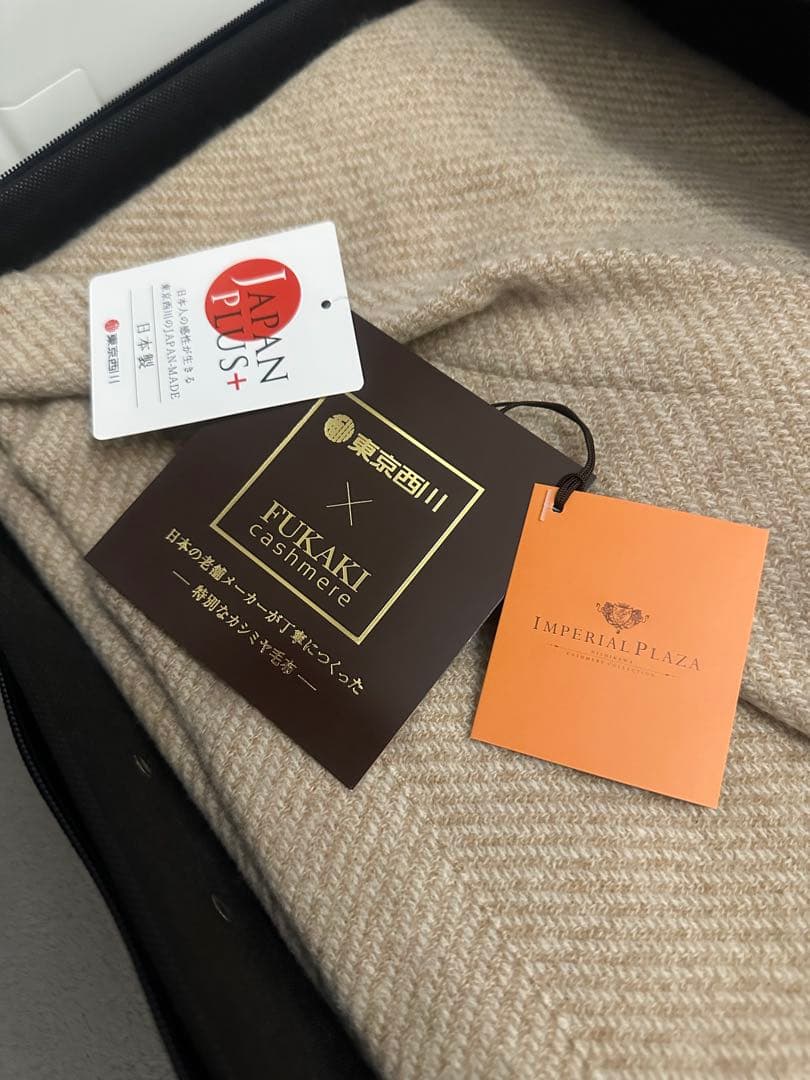 JAPAN
PLUS+
日本人の感性が生きる
東京西川のJAPAN-MADE
日本製
東京西川
東京西川
×
FUKAKI
cashmere
日本の老舗メーカーが丁寧につくった
― 特別なカシミヤ毛布 ―
IMPERIAL PLAZA
NISHIKAWA
CASHMERE COLLECTION